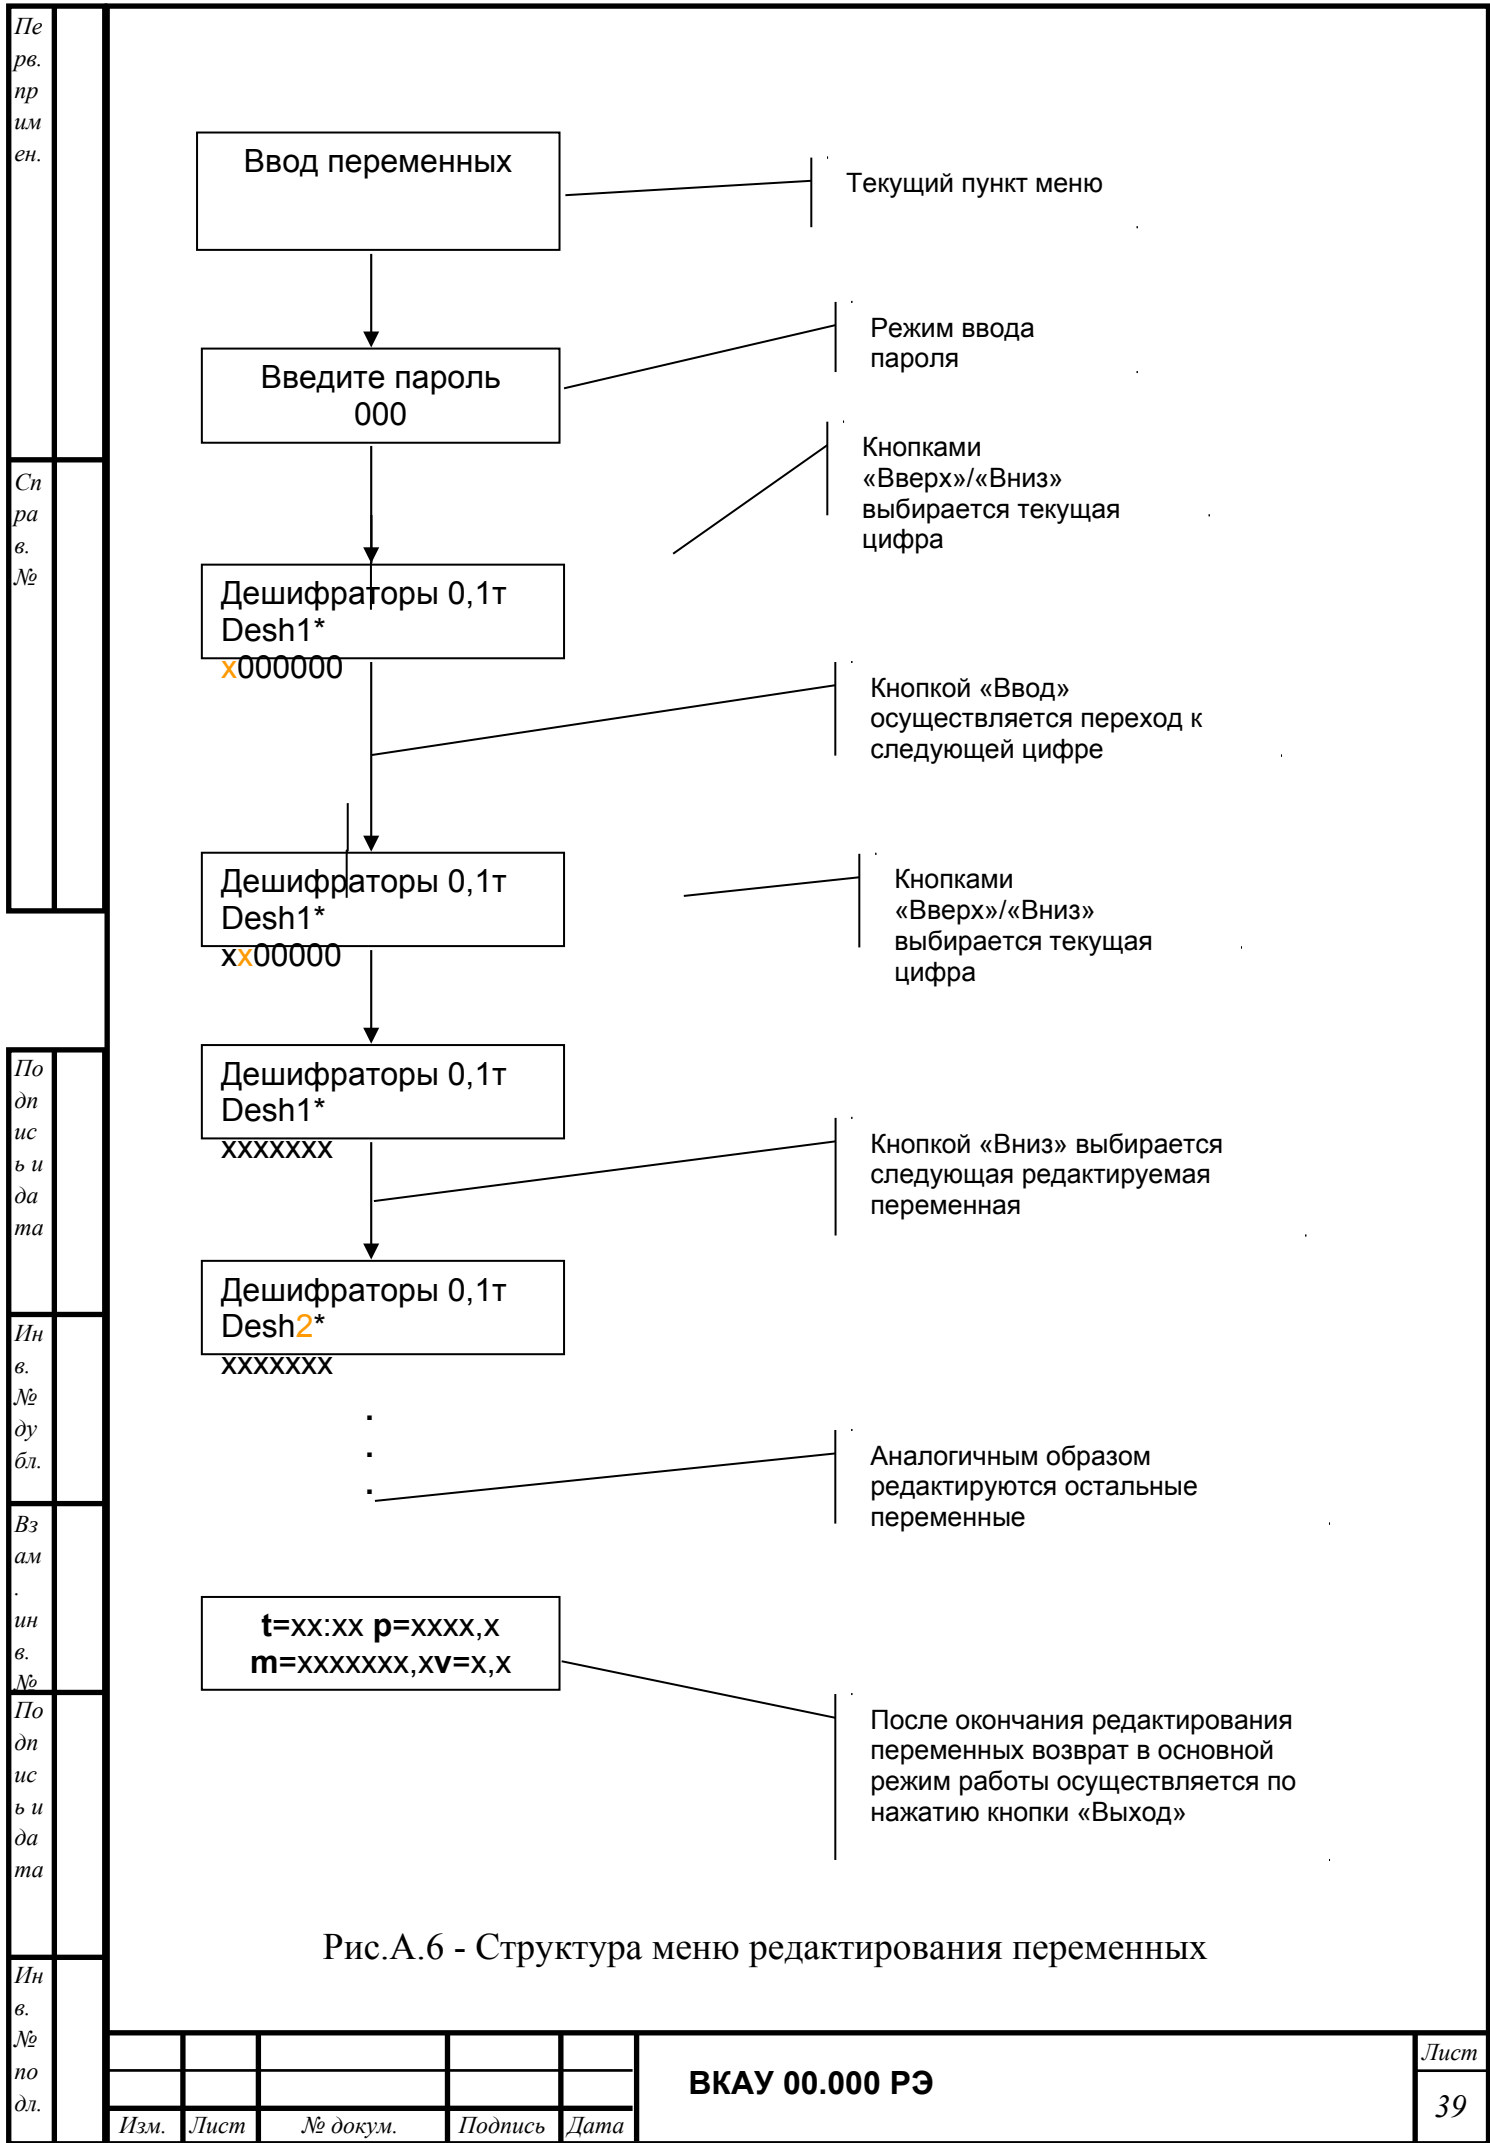 Пе
рв.
пр
им
ен.
Сп
ра
в.
№
По
дп
ис
ь и
да
та
Ин
в.
№
ду
бл.
Вз
ам
.
ин
в.
№
По
дп
ис
ь и
да
та
Ин
в.
№
по
дл.
Ввод переменных
Текущий пункт меню
Введите пароль
000
Режим ввода
пароля
Кнопками
«Вверх»/«Вниз»
выбирается текущая
цифра
Дешифраторы 0,1т
Desh1*
x000000
Кнопкой «Ввод»
осуществляется переход к
следующей цифре
Дешифраторы 0,1т
Desh1*
xx00000
Кнопками
«Вверх»/«Вниз»
выбирается текущая
цифра
Дешифраторы 0,1т
Desh1*
xxxxxxx
Кнопкой «Вниз» выбирается
следующая редактируемая
переменная
Дешифраторы 0,1т
Desh2*
xxxxxxx
.
.
.
Аналогичным образом
редактируются остальные
переменные
t=xx:xx p=xxxx,x
m=xxxxxxx,xv=x,x
После окончания редактирования
переменных возврат в основной
режим работы осуществляется по
нажатию кнопки «Выход»
Рис.А.6 - Структура меню редактирования переменных
Изм. Лист № докум. Подпись Дата
ВКАУ 00.000 РЭ
Лист
39